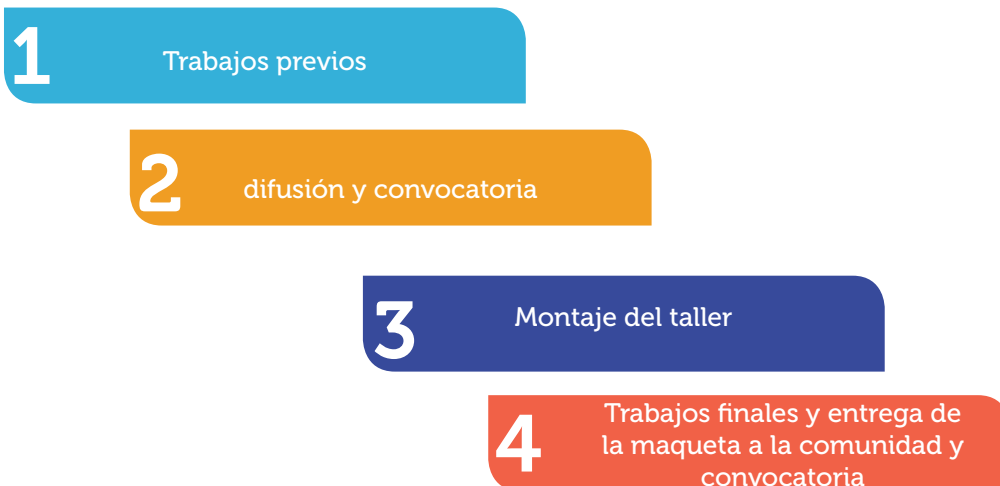 1
Trabajos previos
2
difusión y convocatoria
3
Montaje del taller
4
Trabajos finales y entrega de
la maqueta a la comunidad y
convocatoria